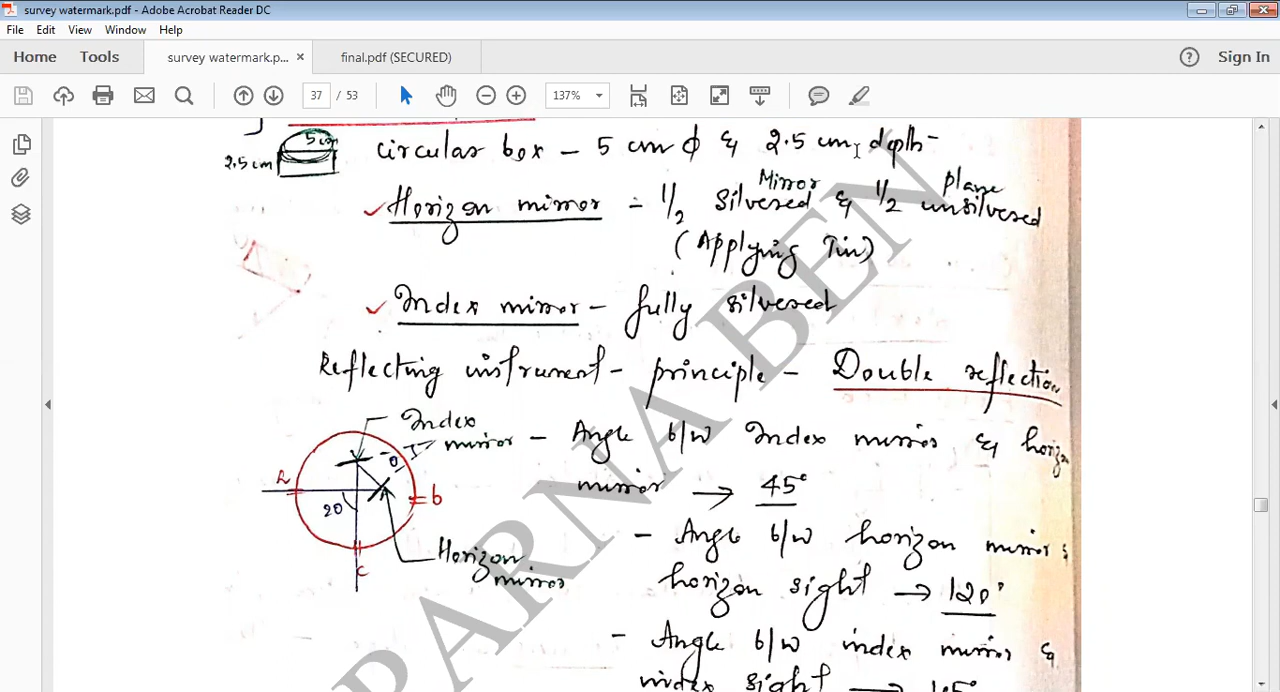 survey watermark.pdf - Adobe Acrobat Reader DC
File Edit View Window Help
Home Tools survey watermark.p... × final.pdf (SECURED) Sign In
37 / 53 137%
5 cm
2.5 cm
circular box - 5 cm φ & 2.5 cm depth-
Mirror plane
Horizon mirror = 1/2 Silvered & 1/2 unsilvered
(Applying Tin)
Index mirror - fully silvered
Reflecting instrument - principle - Double reflection
Index
mirror - Angle b/w Index mirror & horizon
mirror → 45°
b
20
c
Horizon
mirror
- Angle b/w horizon mirror &
horizon sight → 120°
- Angle b/w index mirror &
index sight → 105°
PARNA BEN